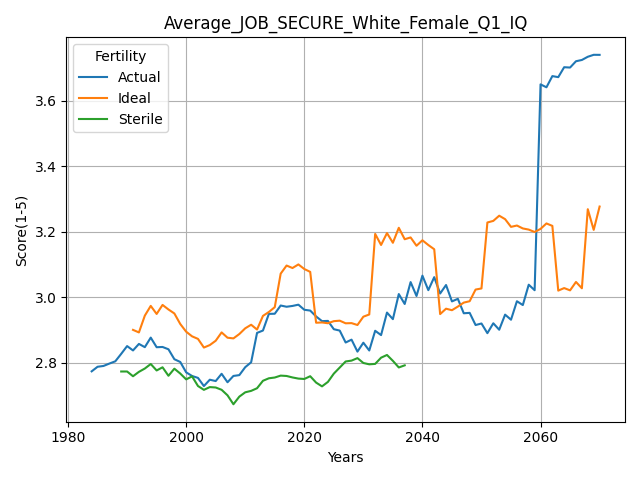 Average_JOB_SECURE_White_Female_Q1_IQ
Fertility
Actual
Ideal
Sterile
Score(1-5)
3.6
3.4
3.2
3.0
2.8
1980 2000 2020 2040 2060
Years